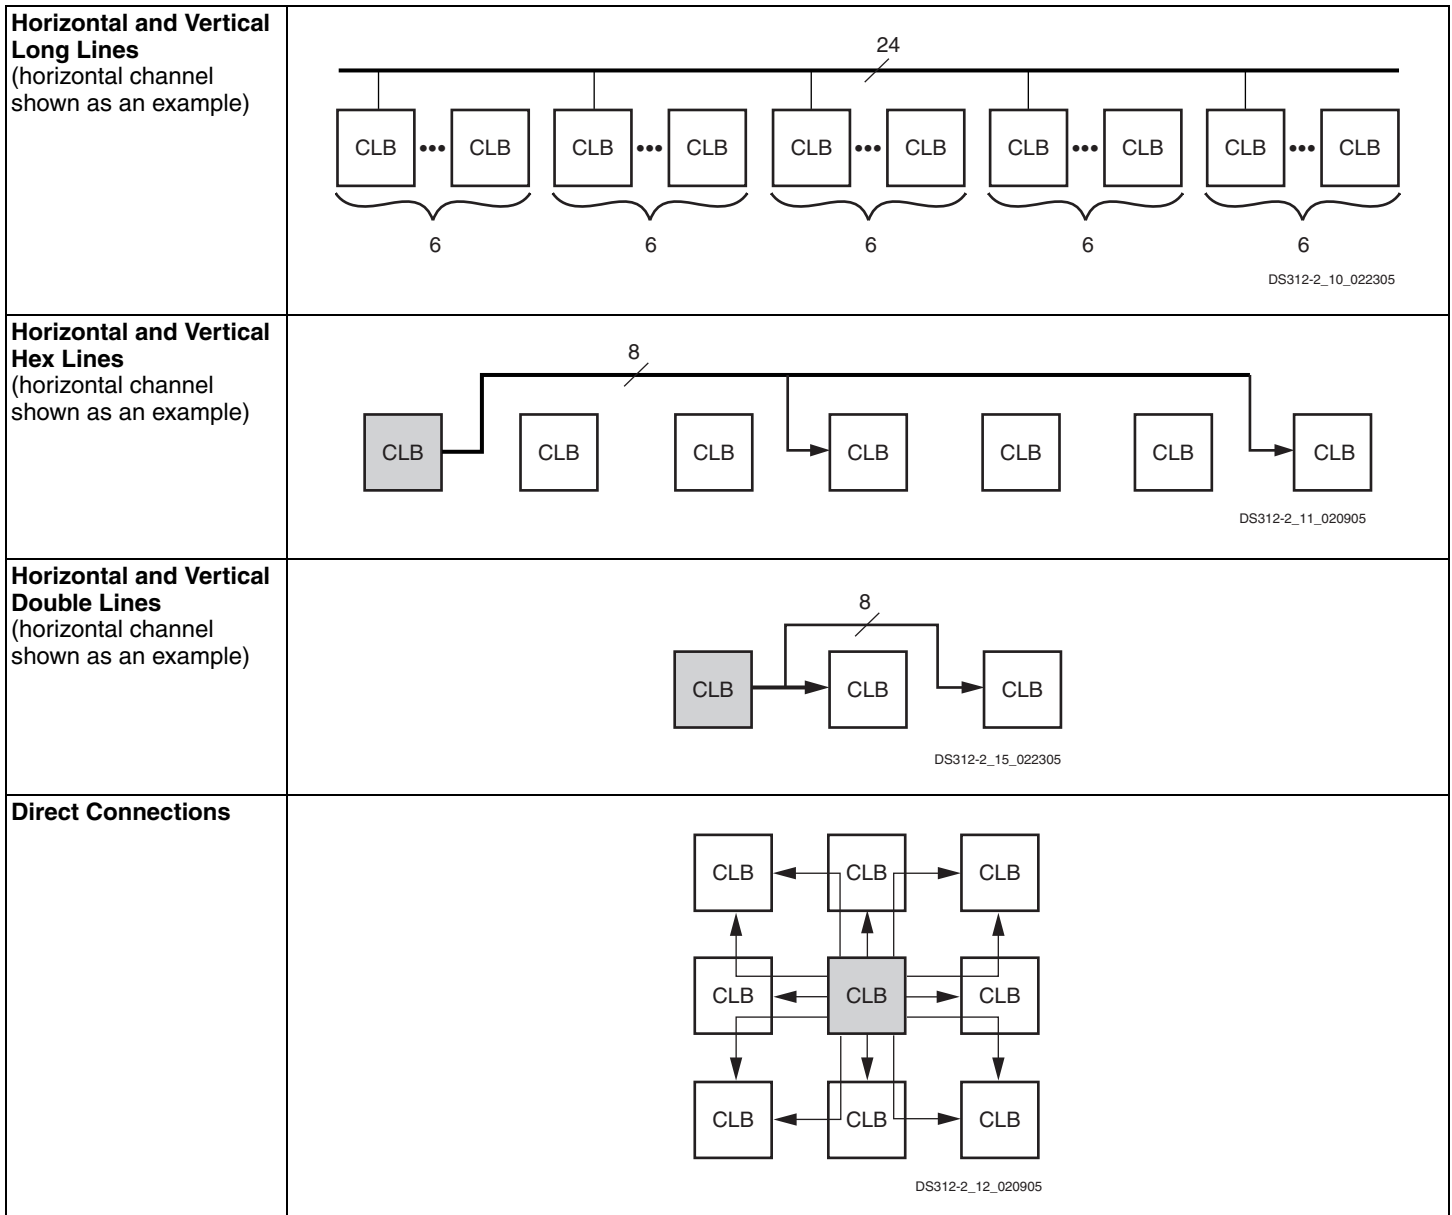 Horizontal and Vertical
Long Lines
(horizontal channel
shown as an example)
24
CLB ••• CLB CLB ••• CLB CLB ••• CLB CLB ••• CLB CLB ••• CLB
6 6 6 6 6
DS312-2_10_022305
Horizontal and Vertical
Hex Lines
(horizontal channel
shown as an example)
8
CLB CLB CLB CLB CLB CLB CLB
DS312-2_11_020905
Horizontal and Vertical
Double Lines
(horizontal channel
shown as an example)
8
CLB CLB CLB
DS312-2_15_022305
Direct Connections
CLB CLB CLB
CLB CLB CLB
CLB CLB CLB
DS312-2_12_020905